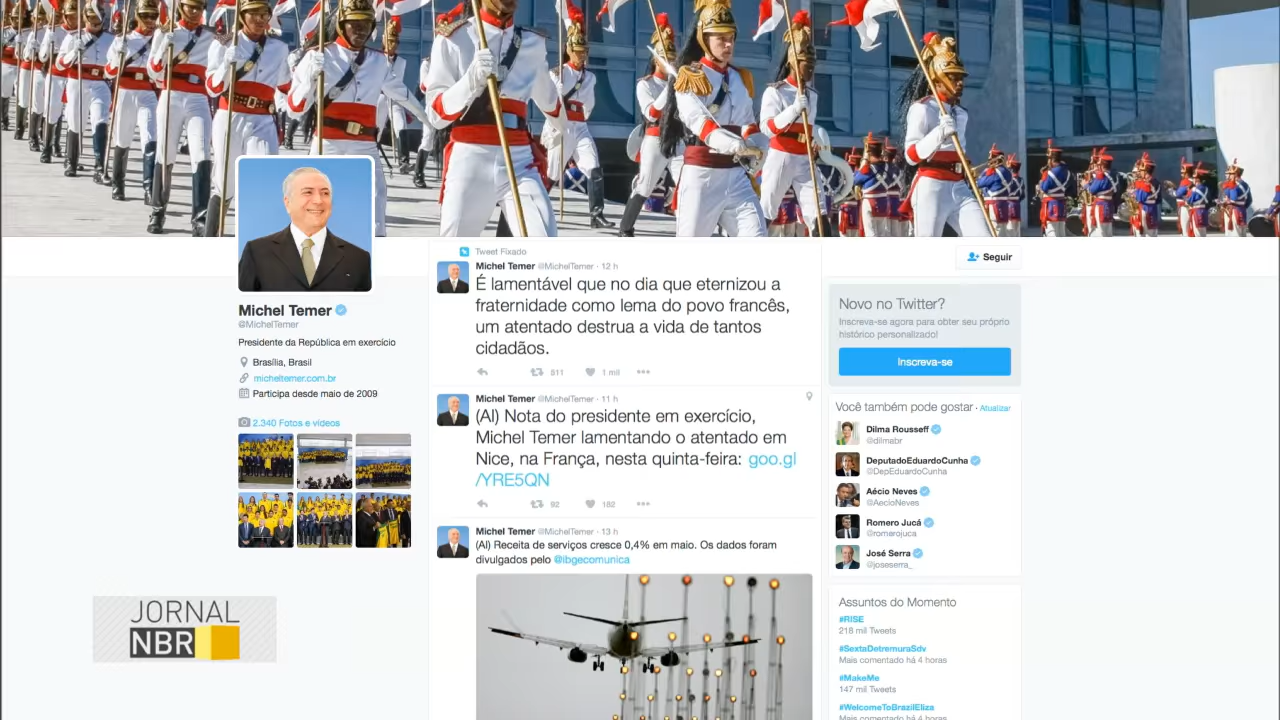 Michel Temer
@MichelTemer
Presidente da República em exercício
Brasília, Brasil
micheltemer.com.br
Participa desde maio de 2009
2.340 Fotos e vídeos
JORNAL
NBR
Tweet Fixado
Michel Temer @MichelTemer · 12 h
É lamentável que no dia que eternizou a
fraternidade como lema do povo francês,
um atentado destrua a vida de tantos
cidadãos.
811 1 mil
Michel Temer @MichelTemer · 11 h
(AI) Nota do presidente em exercício,
Michel Temer lamentando o atentado em
Nice, na França, nesta quinta-feira: goo.gl
/YRE5QN
92 182
Michel Temer @MichelTemer · 13 h
(AI) Receita de serviços cresce 0,4% em maio. Os dados foram
divulgados pelo @ibgecomunica
Seguir
Novo no Twitter?
Inscreva-se agora para obter seu próprio
histórico personalizado!
Inscreva-se
Você também pode gostar · Atualizar
Dilma Rousseff
@dilmabr
DeputadoEduardoCunha
@DepEduardoCunha
Aécio Neves
@AecioNeves
Romero Jucá
@romerojuca
José Serra
@joseserra_
Assuntos do Momento
#RISE
218 mil Tweets
#SextaDetremuraSdv
Mais comentado há 4 horas
#MakeMe
147 mil Tweets
#WelcomeToBrazilEliza
Mais comentado há 4 horas